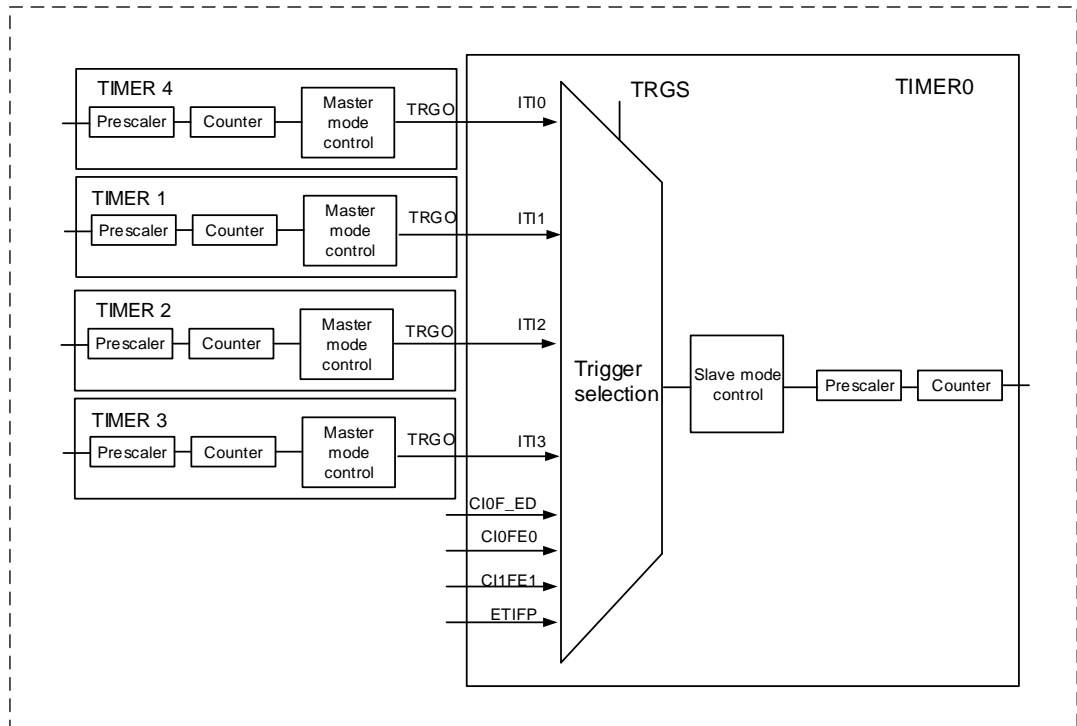 TIMER 4
Prescaler
Counter
Master
mode
control
TRGO
ITI0
TRGS
TIMER0
TIMER 1
Prescaler
Counter
Master
mode
control
TRGO
ITI1
TIMER 2
Prescaler
Counter
Master
mode
control
TRGO
ITI2
TIMER 3
Prescaler
Counter
Master
mode
control
TRGO
ITI3
CI0F_ED
CI0FE0
CI1FE1
ETIFP
Trigger
selection
Slave mode
control
Prescaler
Counter